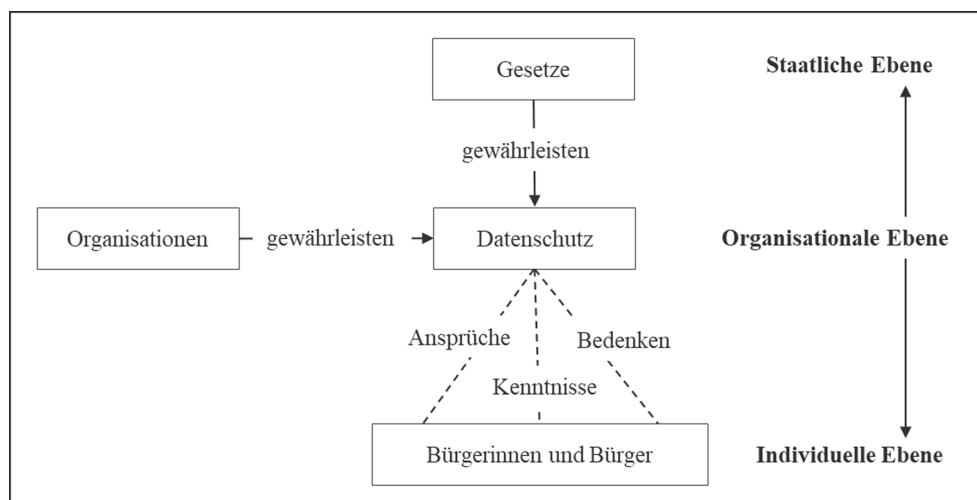 Gesetze
Staatliche Ebene
gewährleisten
Organisationen
gewährleisten
Datenschutz
Organisationale Ebene
Ansprüche
Bedenken
Kenntnisse
Bürgerinnen und Bürger
Individuelle Ebene